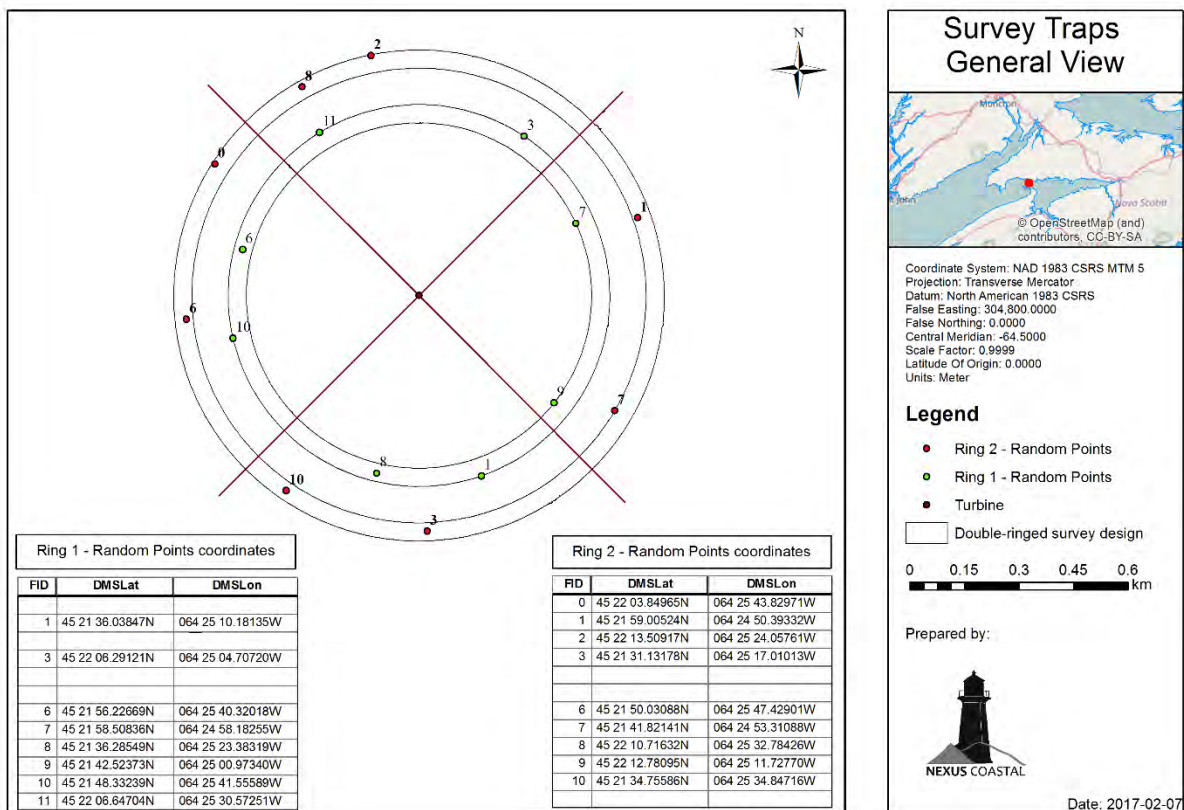 2
N
8
11
3
0
7
1
6
6
10
9
7
8
1
10
3
Ring 1 - Random Points coordinates
FID DMSLat DMSLon
1 45 21 36.03847N 064 25 10.18135W
3 45 22 06.29121N 064 25 04.70720W
6 45 21 56.22669N 064 25 40.32018W
7 45 21 58.50836N 064 24 58.18255W
8 45 21 36.28549N 064 25 23.38319W
9 45 21 42.52373N 064 25 00.97340W
10 45 21 48.33239N 064 25 41.55589W
11 45 22 06.64704N 064 25 30.57251W
Ring 2 - Random Points coordinates
FID DMSLat DMSLon
0 45 22 03.84965N 064 25 43.82971W
1 45 21 59.00524N 064 24 50.39332W
2 45 22 13.50917N 064 25 24.05761W
3 45 21 31.13178N 064 25 17.01013W
6 45 21 50.03088N 064 25 47.42901W
7 45 21 41.82141N 064 24 53.31088W
8 45 22 10.71632N 064 25 32.78426W
9 45 22 12.78095N 064 25 11.72770W
10 45 21 34.75586N 064 25 34.84716W
Survey Traps
General View
Moncton
t John
Nova Scotia
© OpenStreetMap (and)
contributors, CC-BY-SA
Coordinate System: NAD 1983 CSRS MTM 5
Projection: Transverse Mercator
Datum: North American 1983 CSRS
False Easting: 304,800.0000
False Northing: 0.0000
Central Meridian: -64.5000
Scale Factor: 0.9999
Latitude Of Origin: 0.0000
Units: Meter
Legend
Ring 2 - Random Points
Ring 1 - Random Points
Turbine
Double-ringed survey design
0 0.15 0.3 0.45 0.6
km
Prepared by:
NEXUS COASTAL
Date: 2017-02-07